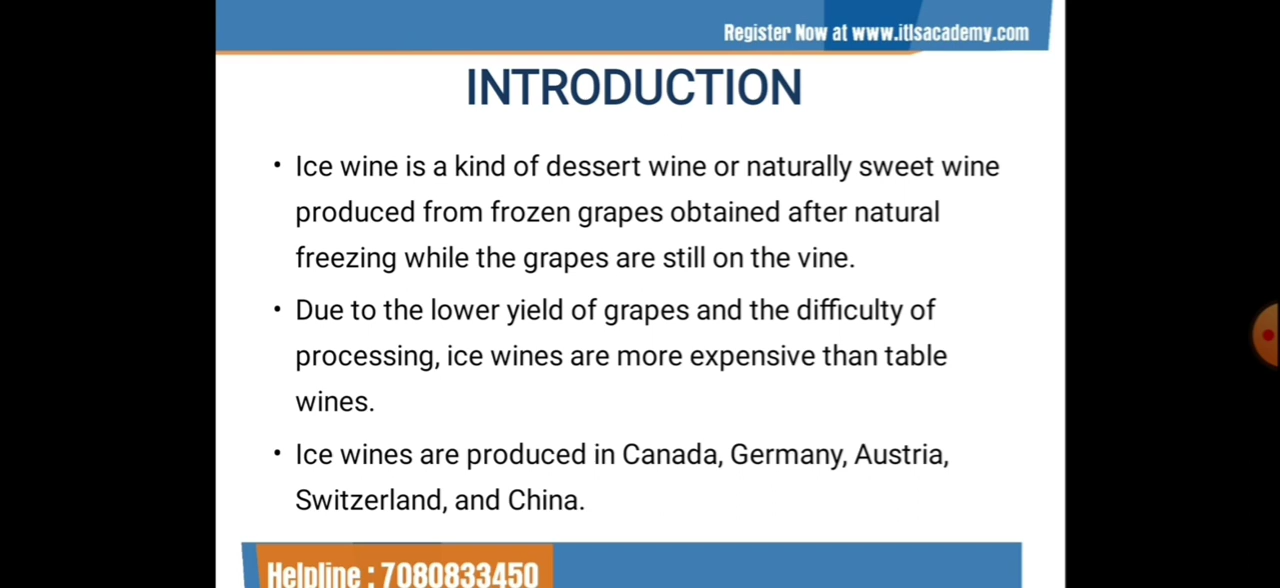 Register Now at www.itlsacademy.com
INTRODUCTION
• Ice wine is a kind of dessert wine or naturally sweet wine
produced from frozen grapes obtained after natural
freezing while the grapes are still on the vine.
• Due to the lower yield of grapes and the difficulty of
processing, ice wines are more expensive than table
wines.
• Ice wines are produced in Canada, Germany, Austria,
Switzerland, and China.
Helpline : 7080833450